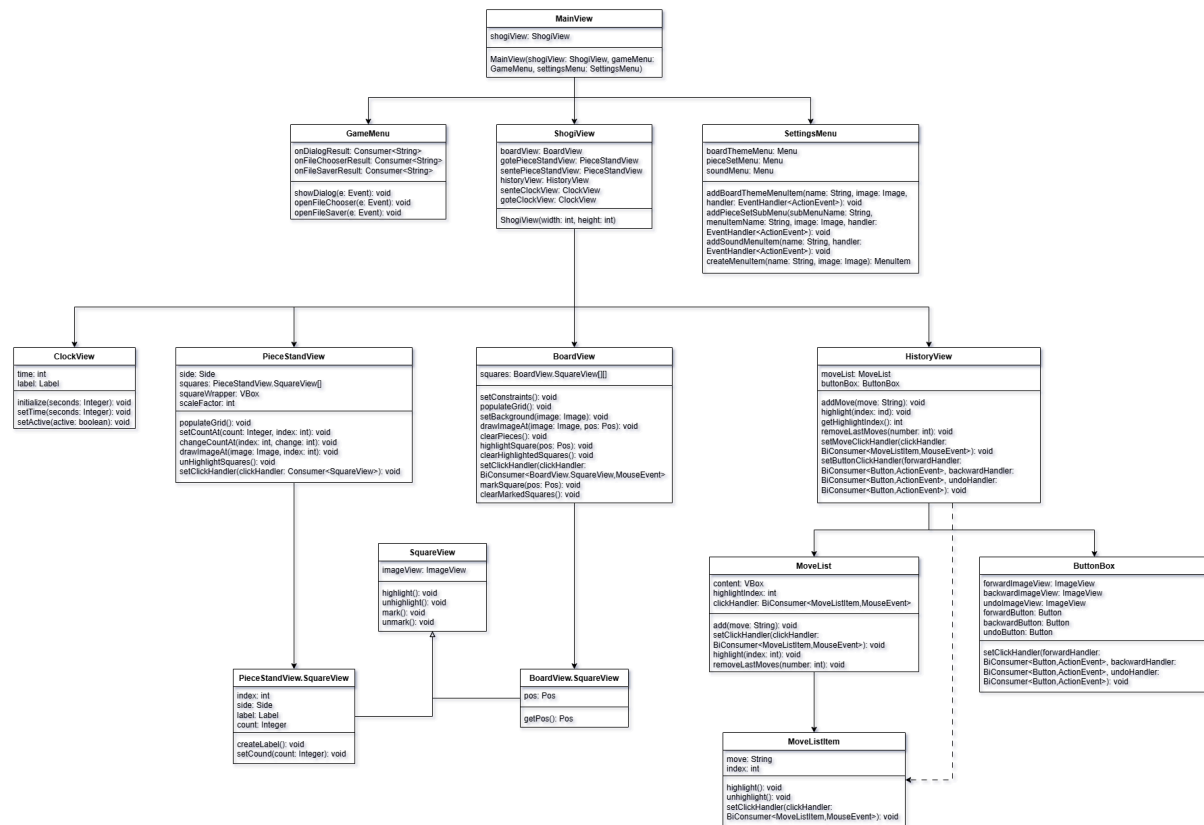 MainView
shogiView: ShogiView
MainView(shogiView: ShogiView, gameMenu:
GameMenu, settingsMenu: SettingsMenu)
GameMenu
onDialogResult: Consumer<String>
onFileChooserResult: Consumer<String>
onFileSaverResult: Consumer<String>
showDialog(e: Event): void
openFileChooser(e: Event): void
openFileSaver(e: Event): void
ShogiView
boardView: BoardView
gotePieceStandView: PieceStandView
sentePieceStandView: PieceStandView
historyView: HistoryView
senteClockView: ClockView
goteClockView: ClockView
ShogiView(width: int, height: int)
SettingsMenu
boardThemeMenu: Menu
pieceSetMenu: Menu
soundMenu: Menu
addBoardThemeMenuItem(name: String, image: Image,
handler: EventHandler<ActionEvent>): void
addPieceSetSubMenu(subMenuName: String,
menuItemName: String, image: Image, handler:
EventHandler<ActionEvent>): void
addSoundMenuItem(name: String, handler:
EventHandler<ActionEvent>): void
createMenuItem(name: String, image: Image): MenuItem
ClockView
time: int
label: Label
initialize(seconds: Integer): void
setTime(seconds: Integer): void
setActive(active: boolean): void
PieceStandView
side: Side
squares: PieceStandView.SquareView[]
squareWrapper: VBox
scaleFactor: int
populateGrid(): void
setCountAt(count: Integer, index: int): void
changeCountAt(index: int, change: int): void
drawImageAt(image: Image, index: int): void
unHighlightSquares(): void
setClickHandler(clickHandler: Consumer<SquareView>): void
BoardView
squares: BoardView.SquareView[][]
setConstraints(): void
populateGrid(): void
setBackground(image: Image): void
drawImageAt(image: Image, pos: Pos): void
clearPieces(): void
highlightSquare(pos: Pos): void
clearHighlightedSquares(): void
setClickHandler(clickHandler:
BiConsumer<BoardView.SquareView,MouseEvent>
markSquare(pos: Pos): void
clearMarkedSquares(): void
HistoryView
moveList: MoveList
buttonBox: ButtonBox
addMove(move: String): void
highlight(index: ind): void
getHighlightIndex(): int
removeLastMoves(number: int): void
setMoveClickHandler(clickHandler:
BiConsumer<MoveListItem,MouseEvent>): void
setButtonClickHandler(forwardHandler:
BiConsumer<Button,ActionEvent>, backwardHandler:
BiConsumer<Button,ActionEvent>, undoHandler:
BiConsumer<Button,ActionEvent>): void
SquareView
imageView: ImageView
highlight(): void
unhighlight(): void
mark(): void
unmark(): void
MoveList
content: VBox
highlightIndex: int
clickHandler: BiConsumer<MoveListItem,MouseEvent>
add(move: String): void
setClickHandler(clickHandler:
BiConsumer<MoveListItem,MouseEvent>): void
highlight(index: int): void
removeLastMoves(number: int): void
ButtonBox
forwardImageView: ImageView
backwardImageView: ImageView
undoImageView: ImageView
forwardButton: Button
backwardButton: Button
undoButton: Button
setClickHandler(forwardHandler:
BiConsumer<Button,ActionEvent>, backwardHandler:
BiConsumer<Button,ActionEvent>, undoHandler:
BiConsumer<Button,ActionEvent>): void
PieceStandView.SquareView
index: int
side: Side
label: Label
count: Integer
createLabel(): void
setCound(count: Integer): void
BoardView.SquareView
pos: Pos
getPos(): Pos
MoveListItem
move: String
index: int
highlight(): void
unhighlight(): void
setClickHandler(clickHandler:
BiConsumer<MoveListItem,MouseEvent>): void